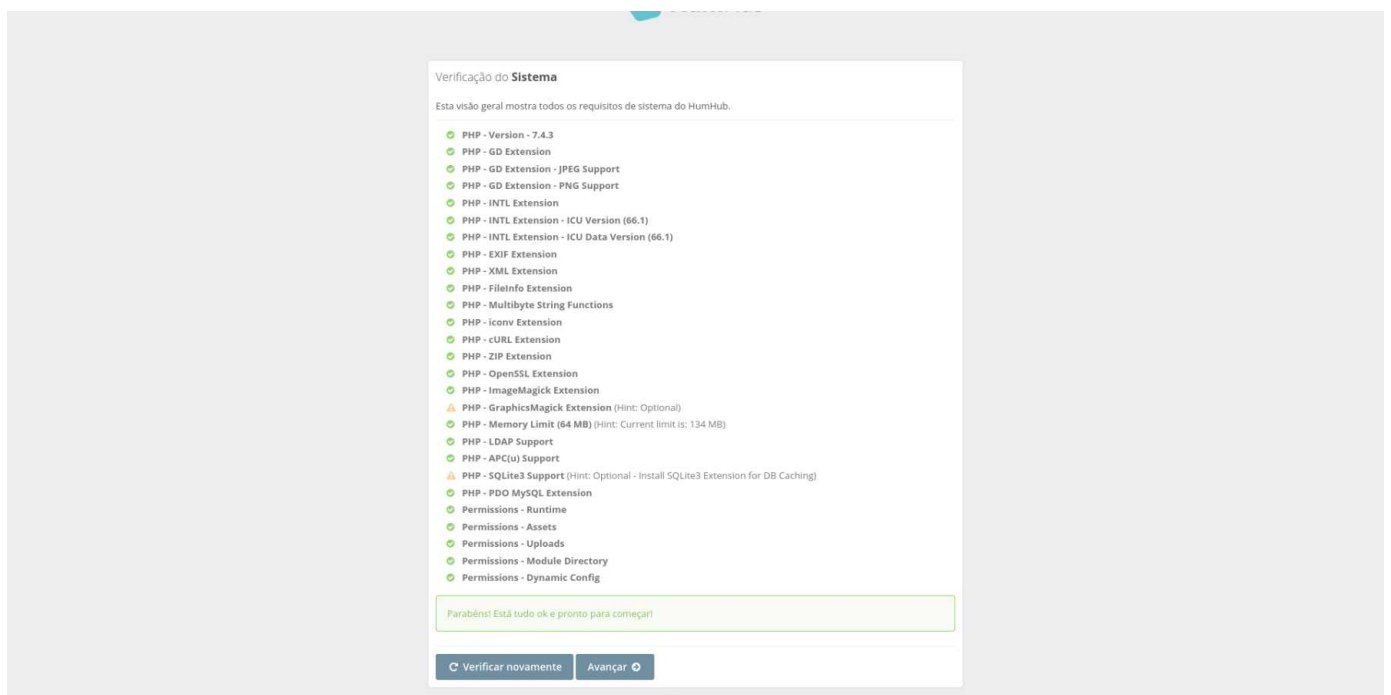 Verificação do Sistema
Esta visão geral mostra todos os requisitos de sistema do HumHub.
PHP - Version - 7.4.3
PHP - GD Extension
PHP - GD Extension - JPEG Support
PHP - GD Extension - PNG Support
PHP - INTL Extension
PHP - INTL Extension - ICU Version (66.1)
PHP - INTL Extension - ICU Data Version (66.1)
PHP - EXIF Extension
PHP - XML Extension
PHP - FileInfo Extension
PHP - Multibyte String Functions
PHP - iconv Extension
PHP - cURL Extension
PHP - ZIP Extension
PHP - OpenSSL Extension
PHP - ImageMagick Extension
PHP - GraphicsMagick Extension (Hint: Optional)
PHP - Memory Limit (64 MB) (Hint: Current limit is: 134 MB)
PHP - LDAP Support
PHP - APC(u) Support
PHP - SQLite3 Support (Hint: Optional - Install SQLite3 Extension for DB Caching)
PHP - PDO MySQL Extension
Permissions - Runtime
Permissions - Assets
Permissions - Uploads
Permissions - Module Directory
Permissions - Dynamic Config
Parabéns! Está tudo ok e pronto para começar!
Verificar novamente Avançar